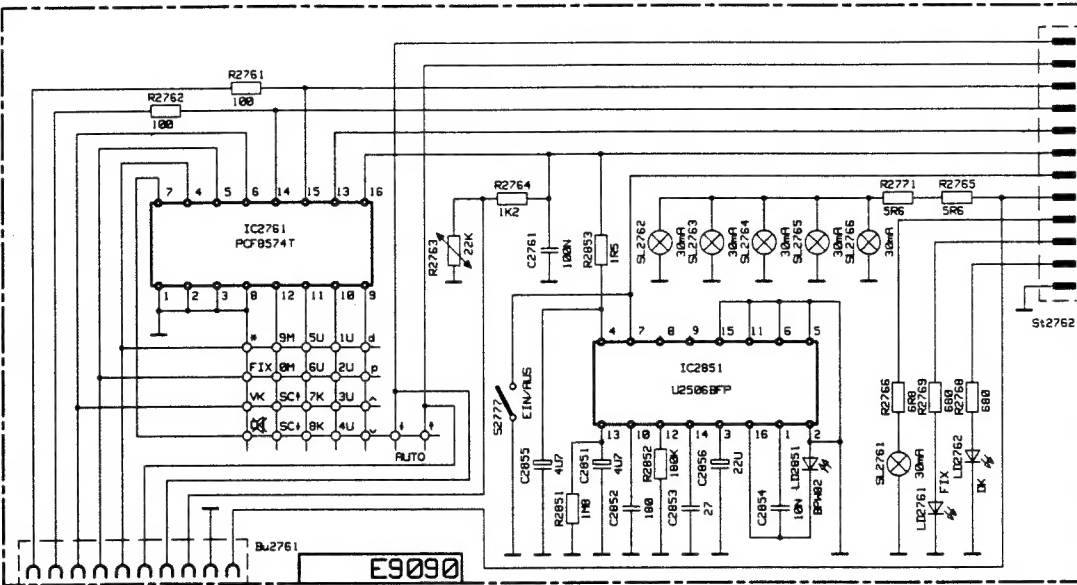 R2761
100
R2762
100
7 4 5 6 14 15 13 16
IC2761
PCF8574T
1 2 3 8 12 11 10 9
* 9M 5U 1U d
FIX 0M 6U 2U p
VK SC↑ 7K 3U ^
SC↓ 8K 4U v
AUTO
R2764
1K2
R2763
22K
C2761
100N
R2853
1R5
SL2762
30mA
SL2763
30mA
SL2764
30mA
SL2765
30mA
SL2766
30mA
R2771
5R6
R2765
5R6
St2762
4 7 8 9 15 11 6 5
IC2851
U2506BFP
13 10 12 14 3 16 1 2
S2777
EIN/AUS
C2855
4U7
R2851
1M8
C2851
4U7
C2852
180
R2852
180K
C2853
27
C2856
22U
C2854
10N
LD2851
BPW82
R2766
6R8
R2769
680
R2768
680
SL2761
30mA
LD2761
FIX
LD2762
OK
Bu2761
E9090